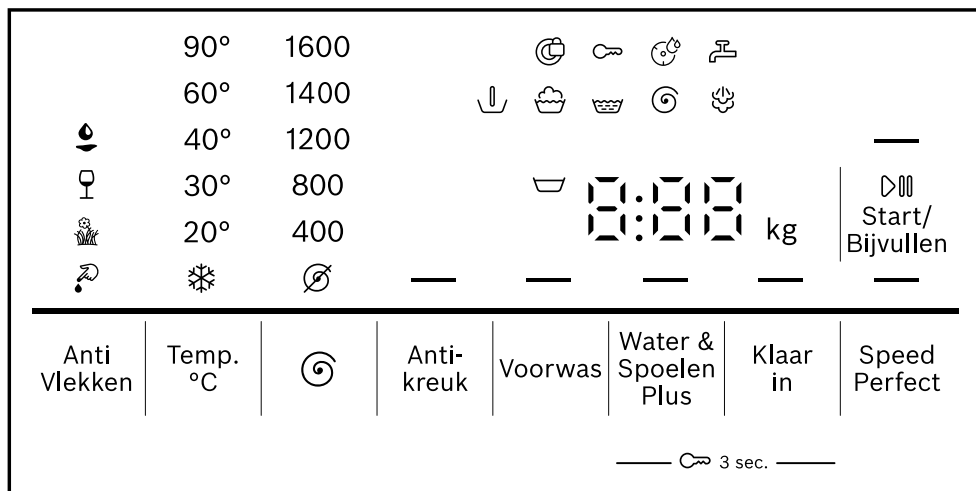 90° 1600
60° 1400
40° 1200
30° 800
20° 400
8:88 kg
Start/
Bijvullen
Anti
Vlekken
Temp.
°C
Anti-
kreuk
Voorwas
Water &
Spoelen
Plus
Klaar
in
Speed
Perfect
3 sec.